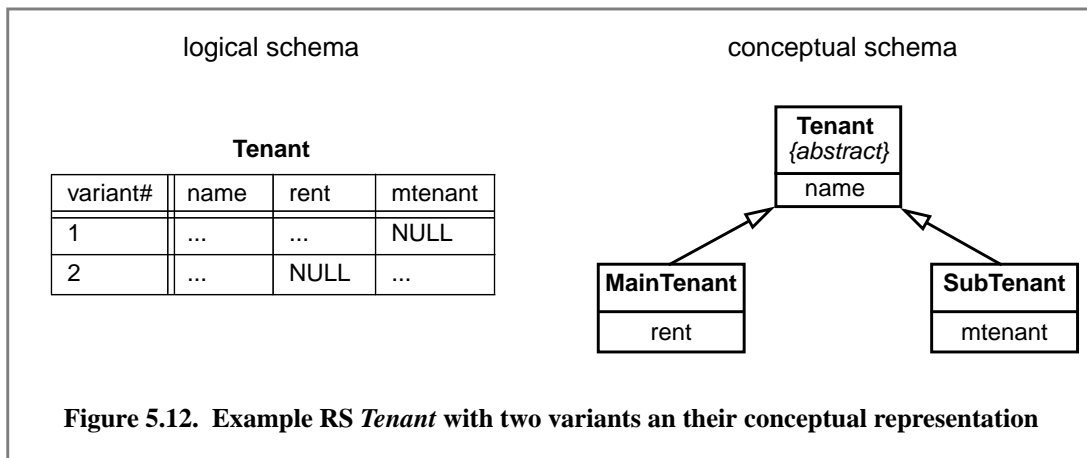 logical schema
conceptual schema
Tenant
variant# name rent mtenant
1 ... ... NULL
2 ... NULL ...
Tenant
{abstract}
name
MainTenant
rent
SubTenant
mtenant
Figure 5.12. Example RS Tenant with two variants an their conceptual representation